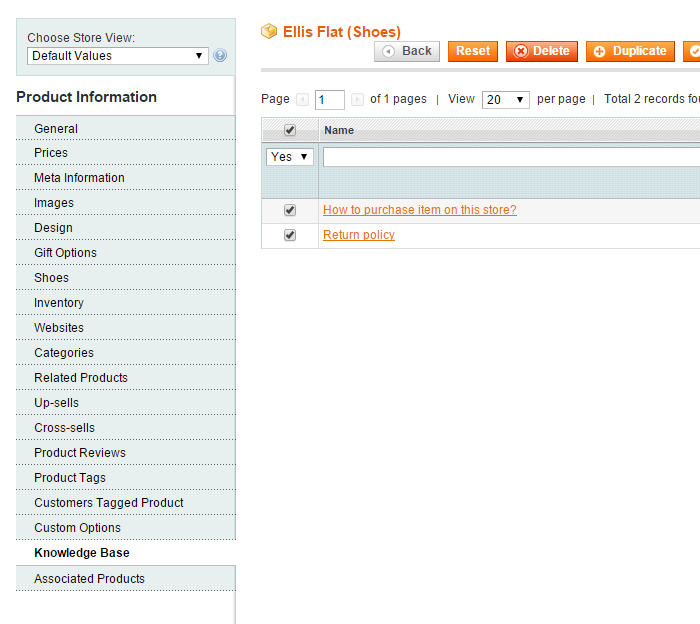 Choose Store View:
Default Values
Product Information
General
Prices
Meta Information
Images
Design
Gift Options
Shoes
Inventory
Websites
Categories
Related Products
Up-sells
Cross-sells
Product Reviews
Product Tags
Customers Tagged Product
Custom Options
Knowledge Base
Associated Products
Ellis Flat (Shoes)
Back Reset Delete Duplicate
Page 1 of 1 pages | View 20 per page | Total 2 records
Name
Yes
How to purchase item on this store?
Return policy